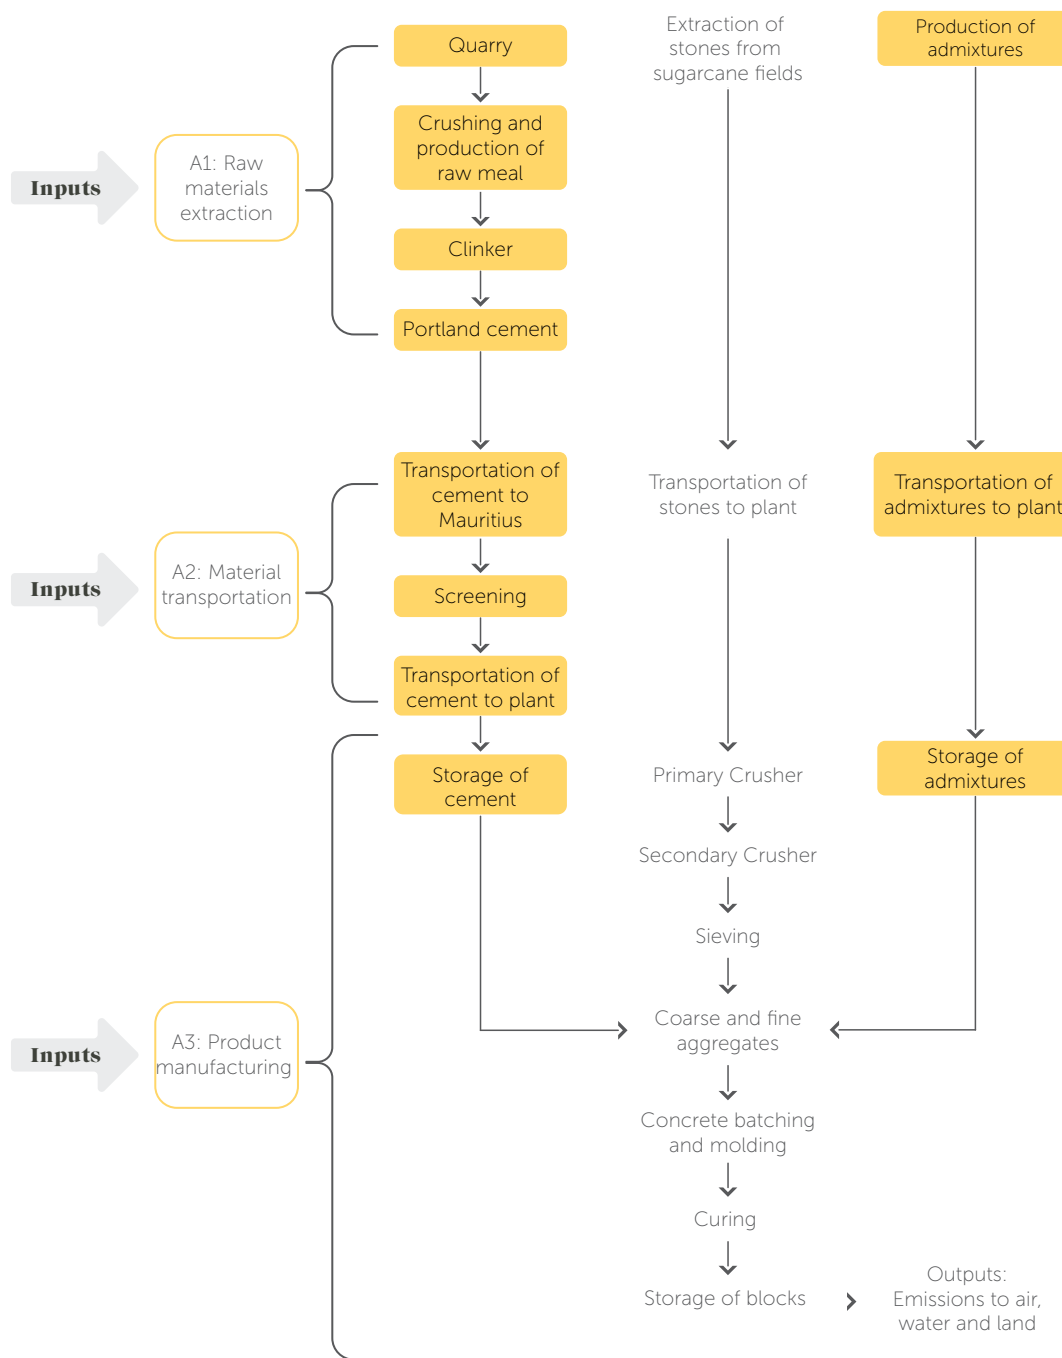 Inputs
A1: Raw
materials
extraction
Quarry
Crushing and
production of
raw meal
Clinker
Portland cement
Extraction of
stones from
sugarcane fields
Production of
admixtures
Inputs
A2: Material
transportation
Transportation of
cement to
Mauritius
Screening
Transportation of
cement to plant
Transportation of
stones to plant
Transportation of
admixtures to plant
Inputs
A3: Product
manufacturing
Storage of
cement
Primary Crusher
Secondary Crusher
Sieving
Coarse and fine
aggregates
Concrete batching
and molding
Curing
Storage of blocks
Storage of
admixtures
Outputs:
Emissions to air,
water and land